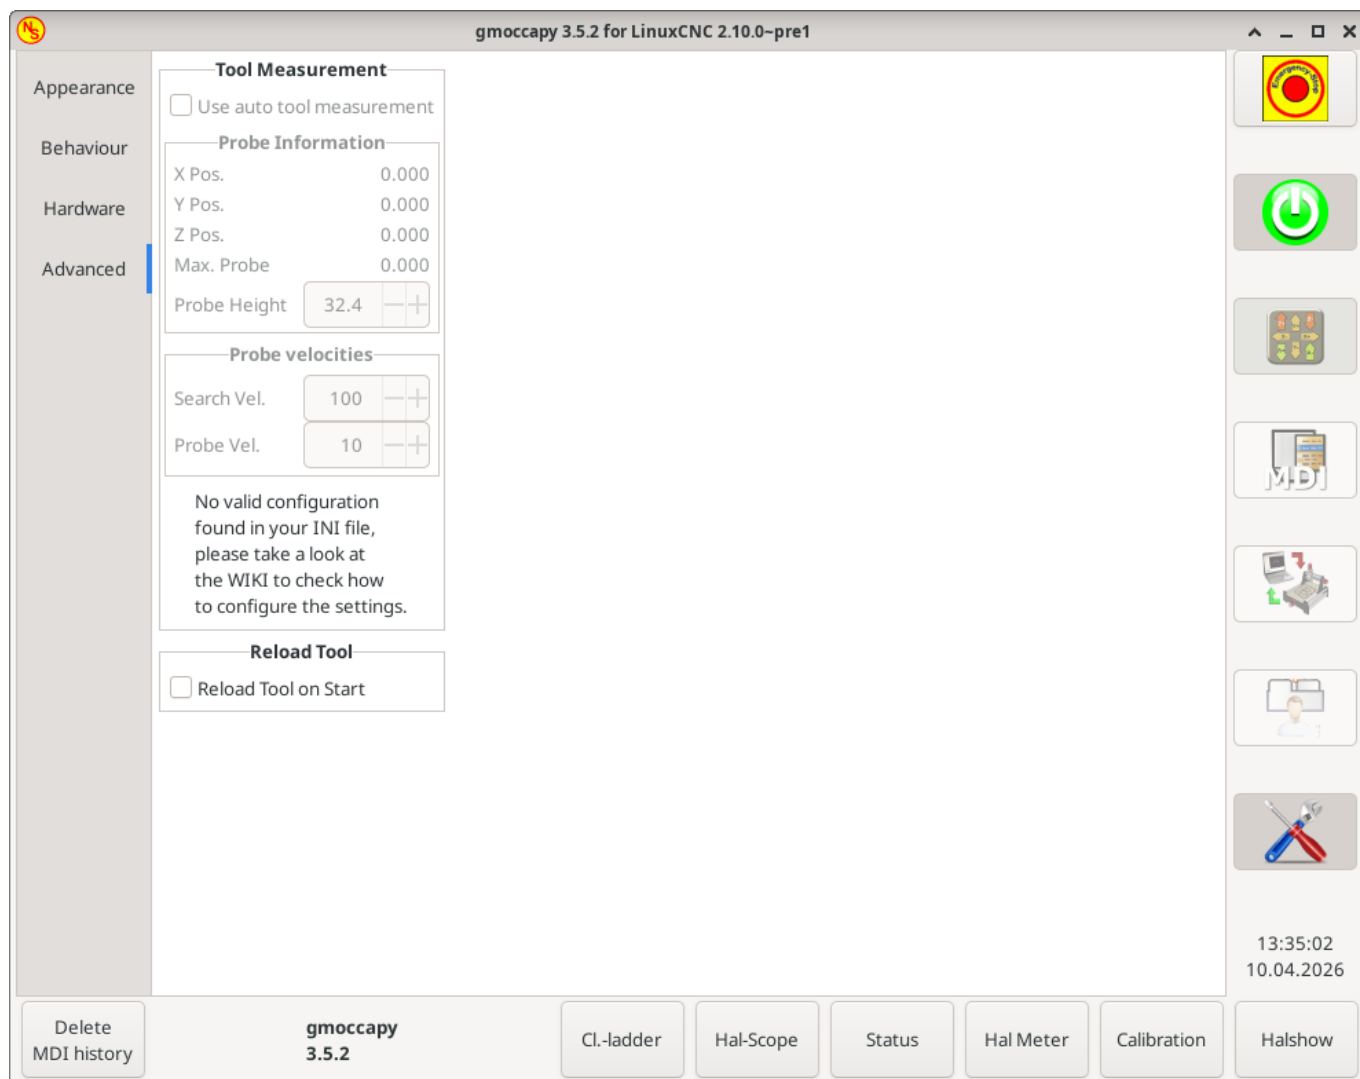 gmoccapy 3.5.2 for LinuxCNC 2.10.0~pre1
Appearance
Behaviour
Hardware
Advanced
Tool Measurement
Use auto tool measurement
Probe Information
X Pos. 0.000
Y Pos. 0.000
Z Pos. 0.000
Max. Probe 0.000
Probe Height 32.4
Probe velocities
Search Vel. 100
Probe Vel. 10
No valid configuration
found in your INI file,
please take a look at
the WIKI to check how
to configure the settings.
Reload Tool
Reload Tool on Start
Emergency-Stop
MDI
13:35:02
10.04.2026
Delete
MDI history
gmoccapy
3.5.2
Cl.-ladder
Hal-Scope
Status
Hal Meter
Calibration
Halshow